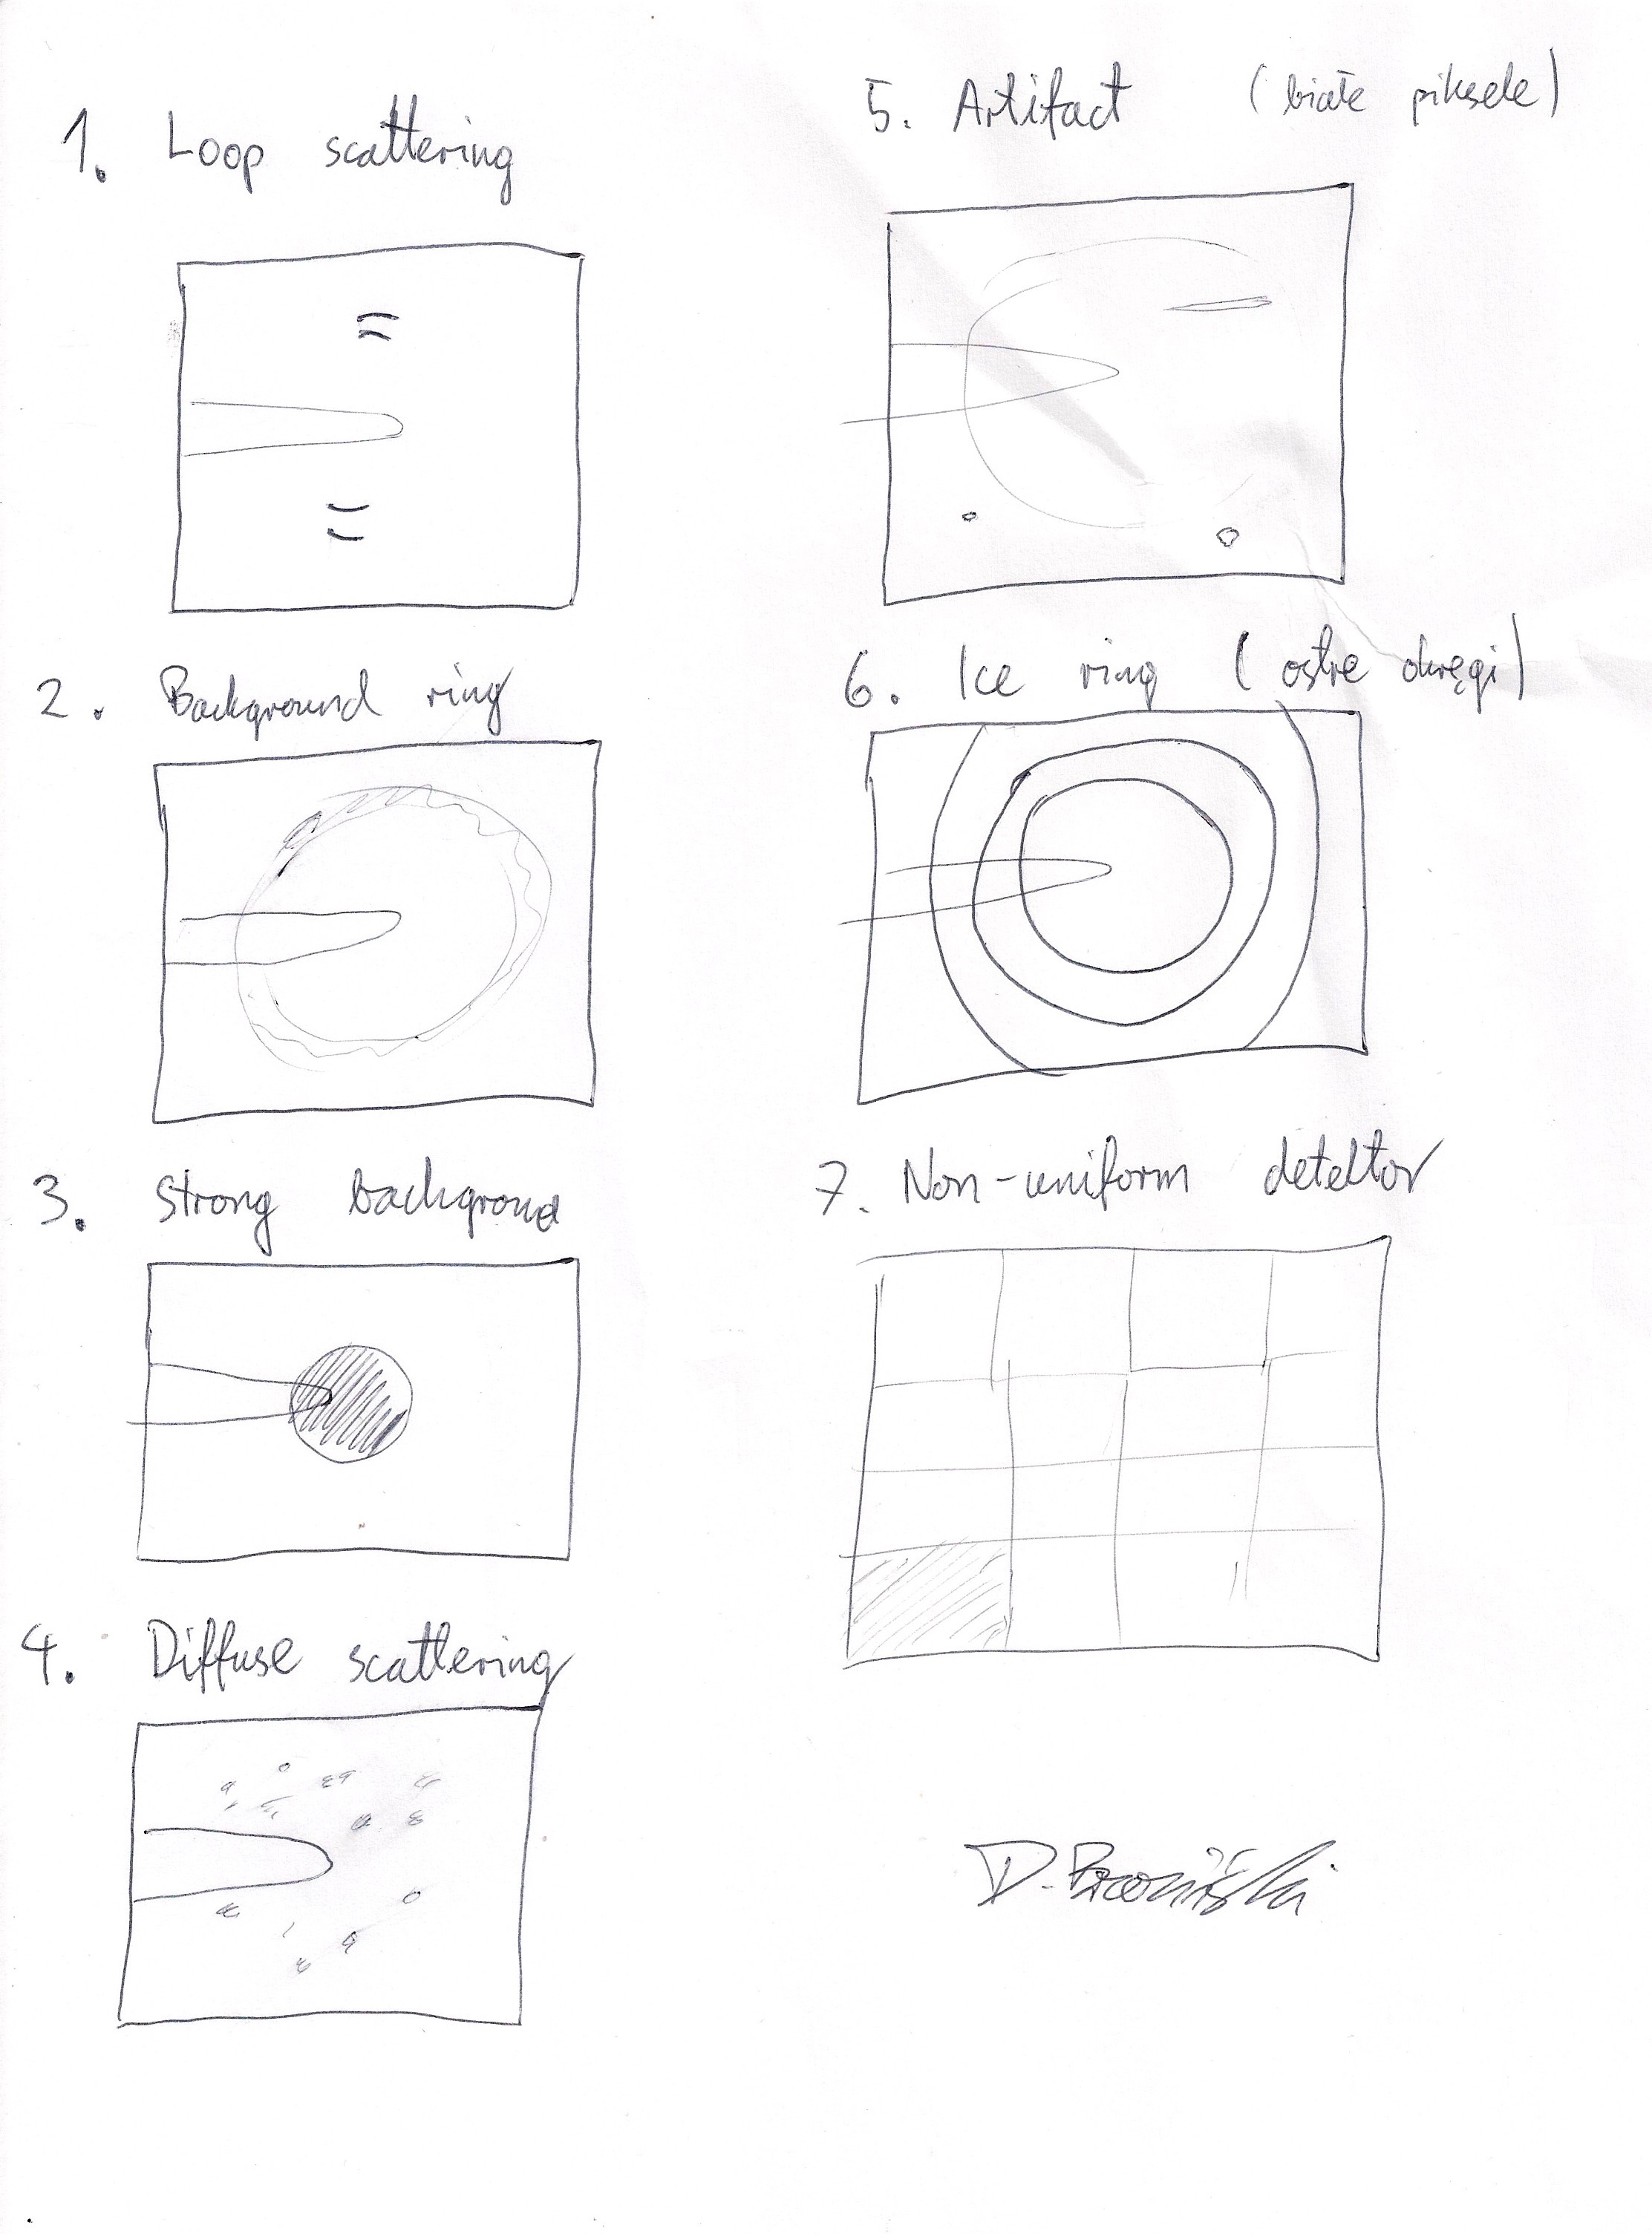 1. Loop scattering
2. Background ring
3. Strong background
4. Diffuse scattering
5. Artifact (białe piksele)
6. Ice ring (ostre okręgi)
7. Non-uniform detektor
D.